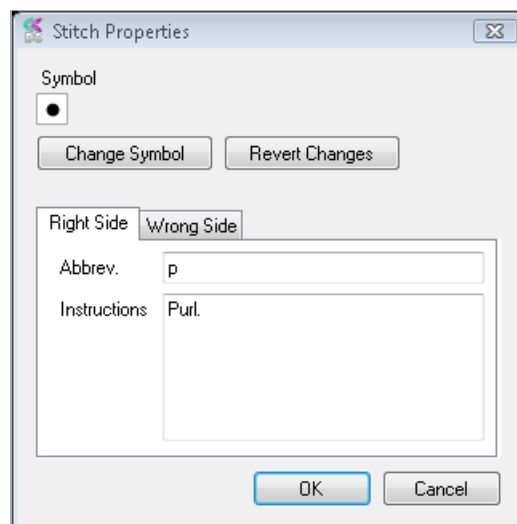 Stitch Properties
Symbol
Change Symbol Revert Changes
Right Side Wrong Side
Abbrev. p
Instructions Purl.
OK Cancel